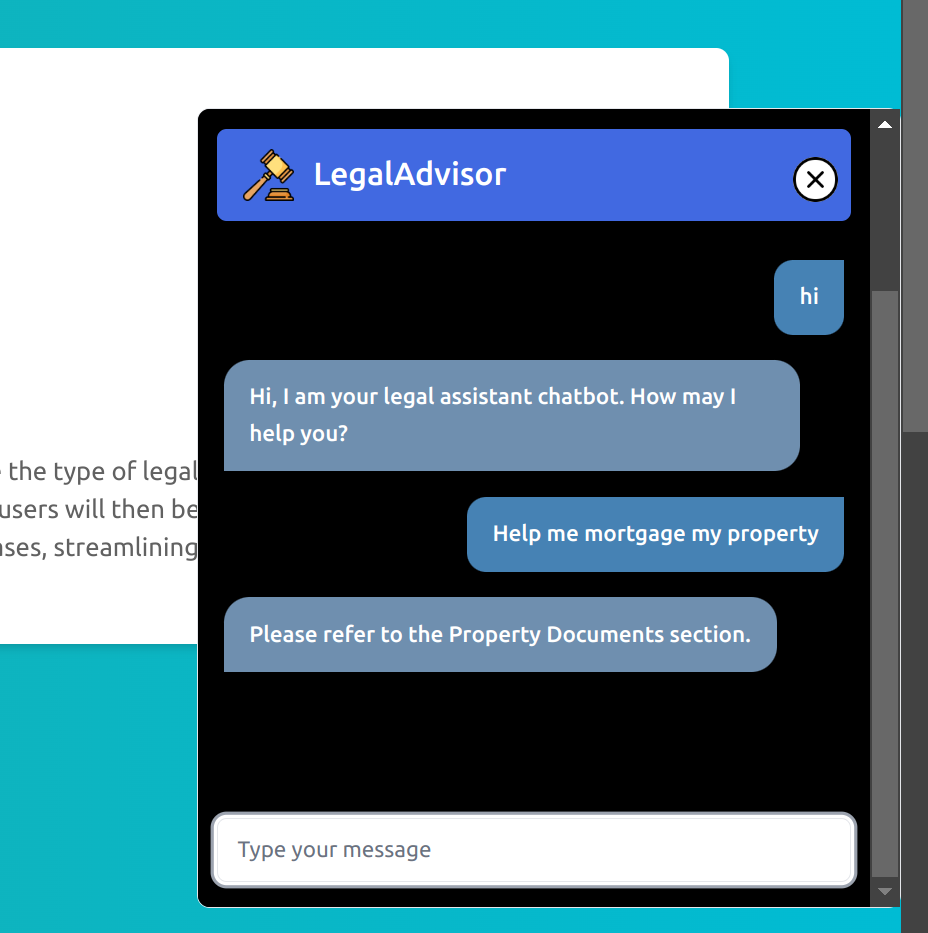 LegalAdvisor
hi
Hi, I am your legal assistant chatbot. How may I
help you?
the type of legal
users will then be
streamlining
Help me mortgage my property
Please refer to the Property Documents section.
Type your message